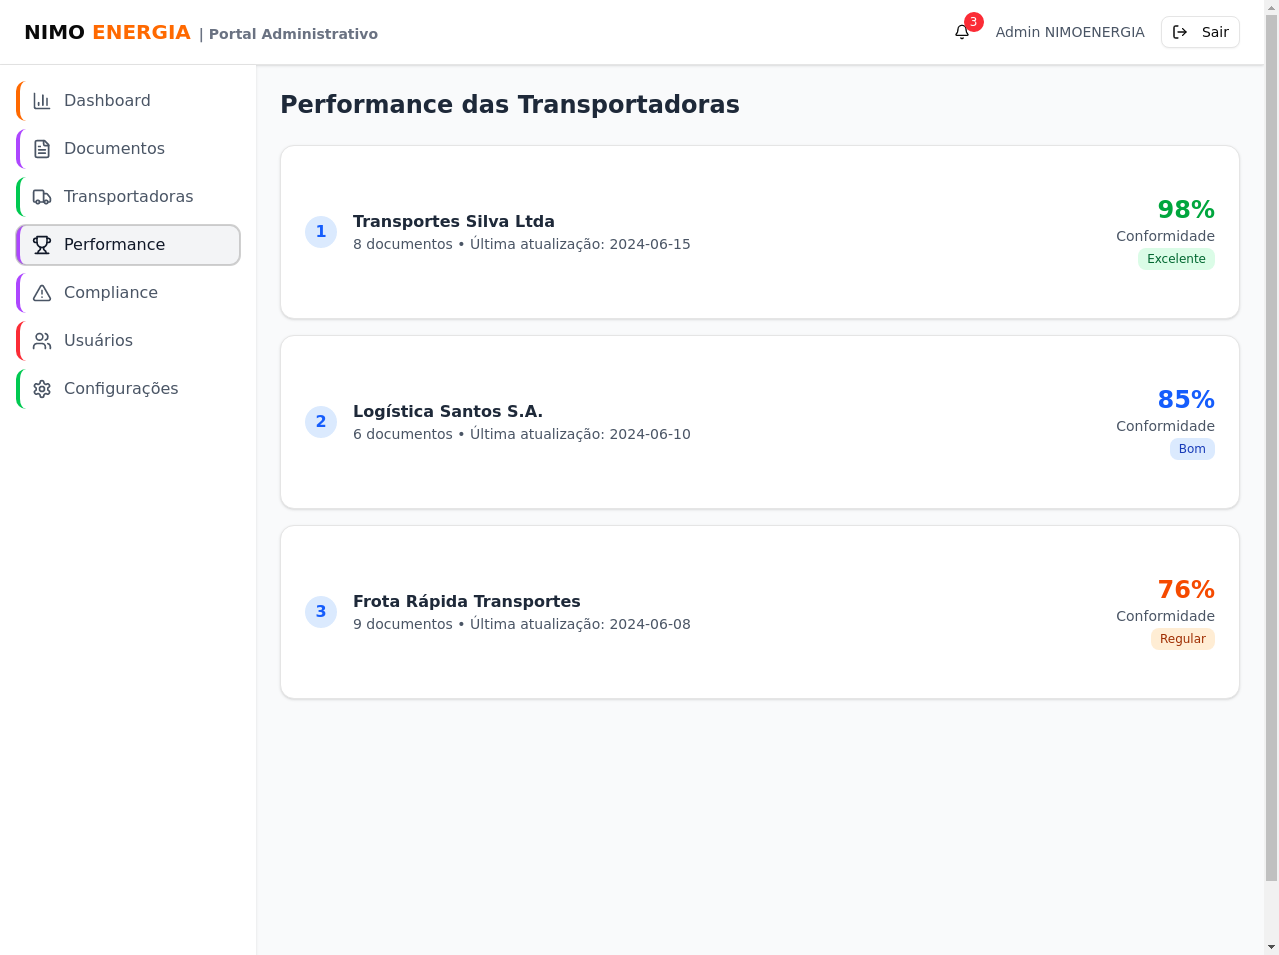 NIMO ENERGIA | Portal Administrativo
3
Admin NIMOENERGIA
Sair
Dashboard
Documentos
Transportadoras
Performance
Compliance
Usuários
Configurações
Performance das Transportadoras
1
Transportes Silva Ltda
8 documentos • Última atualização: 2024-06-15
98%
Conformidade
Excelente
2
Logística Santos S.A.
6 documentos • Última atualização: 2024-06-10
85%
Conformidade
Bom
3
Frota Rápida Transportes
9 documentos • Última atualização: 2024-06-08
76%
Conformidade
Regular